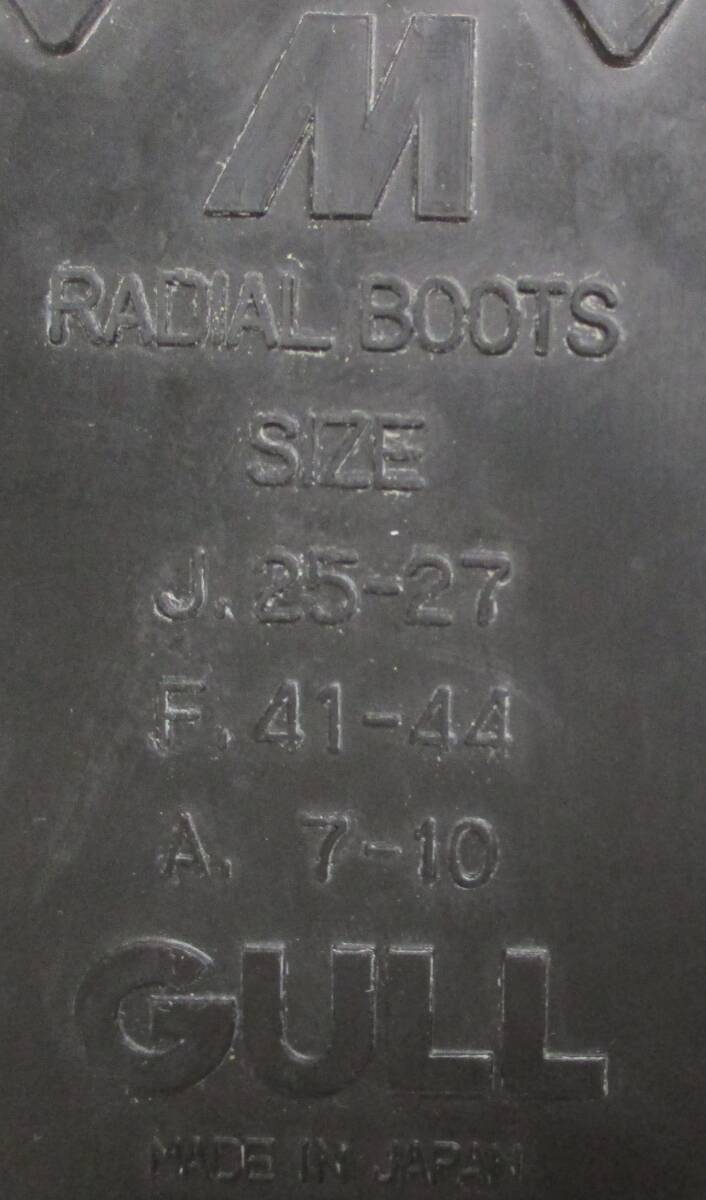 M
RADIAL BOOTS
SIZE
J. 25-27
F. 41-44
A. 7-10
GULL
MADE IN JAPAN